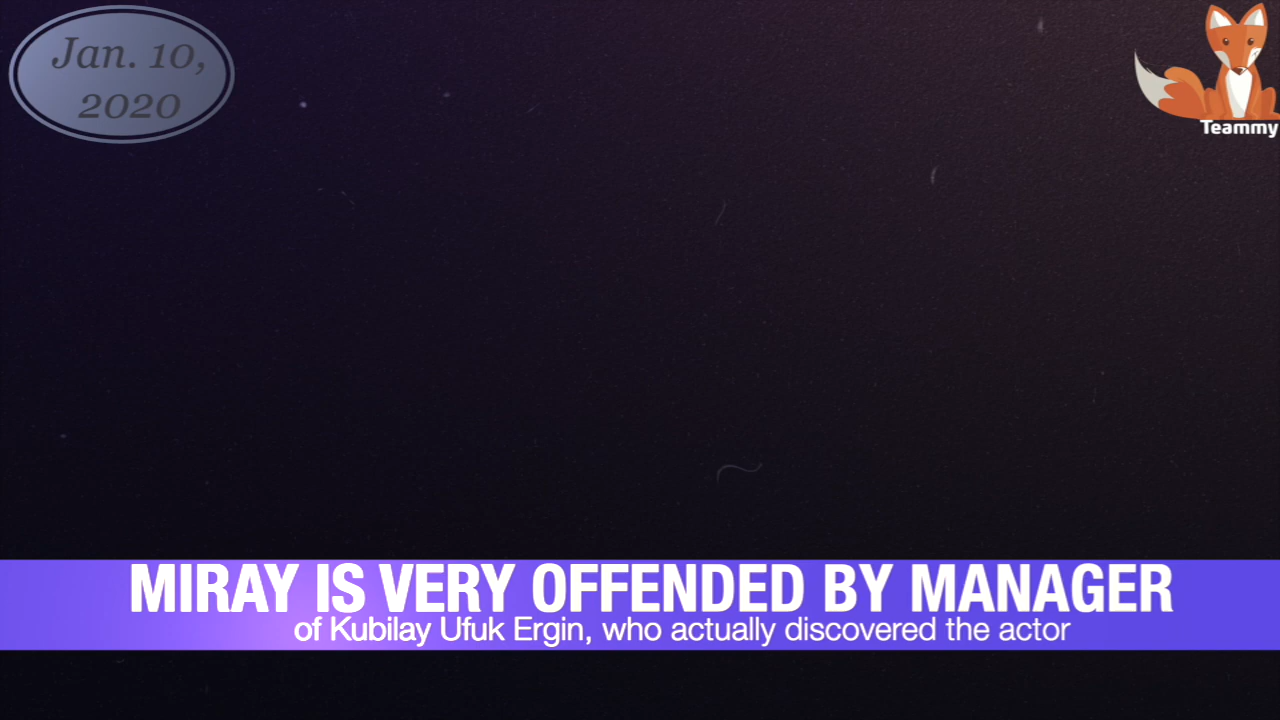 Jan. 10,
2020
Teammy
MIRAY IS VERY OFFENDED BY MANAGER
of Kubilay Ufuk Ergin, who actually discovered the actor